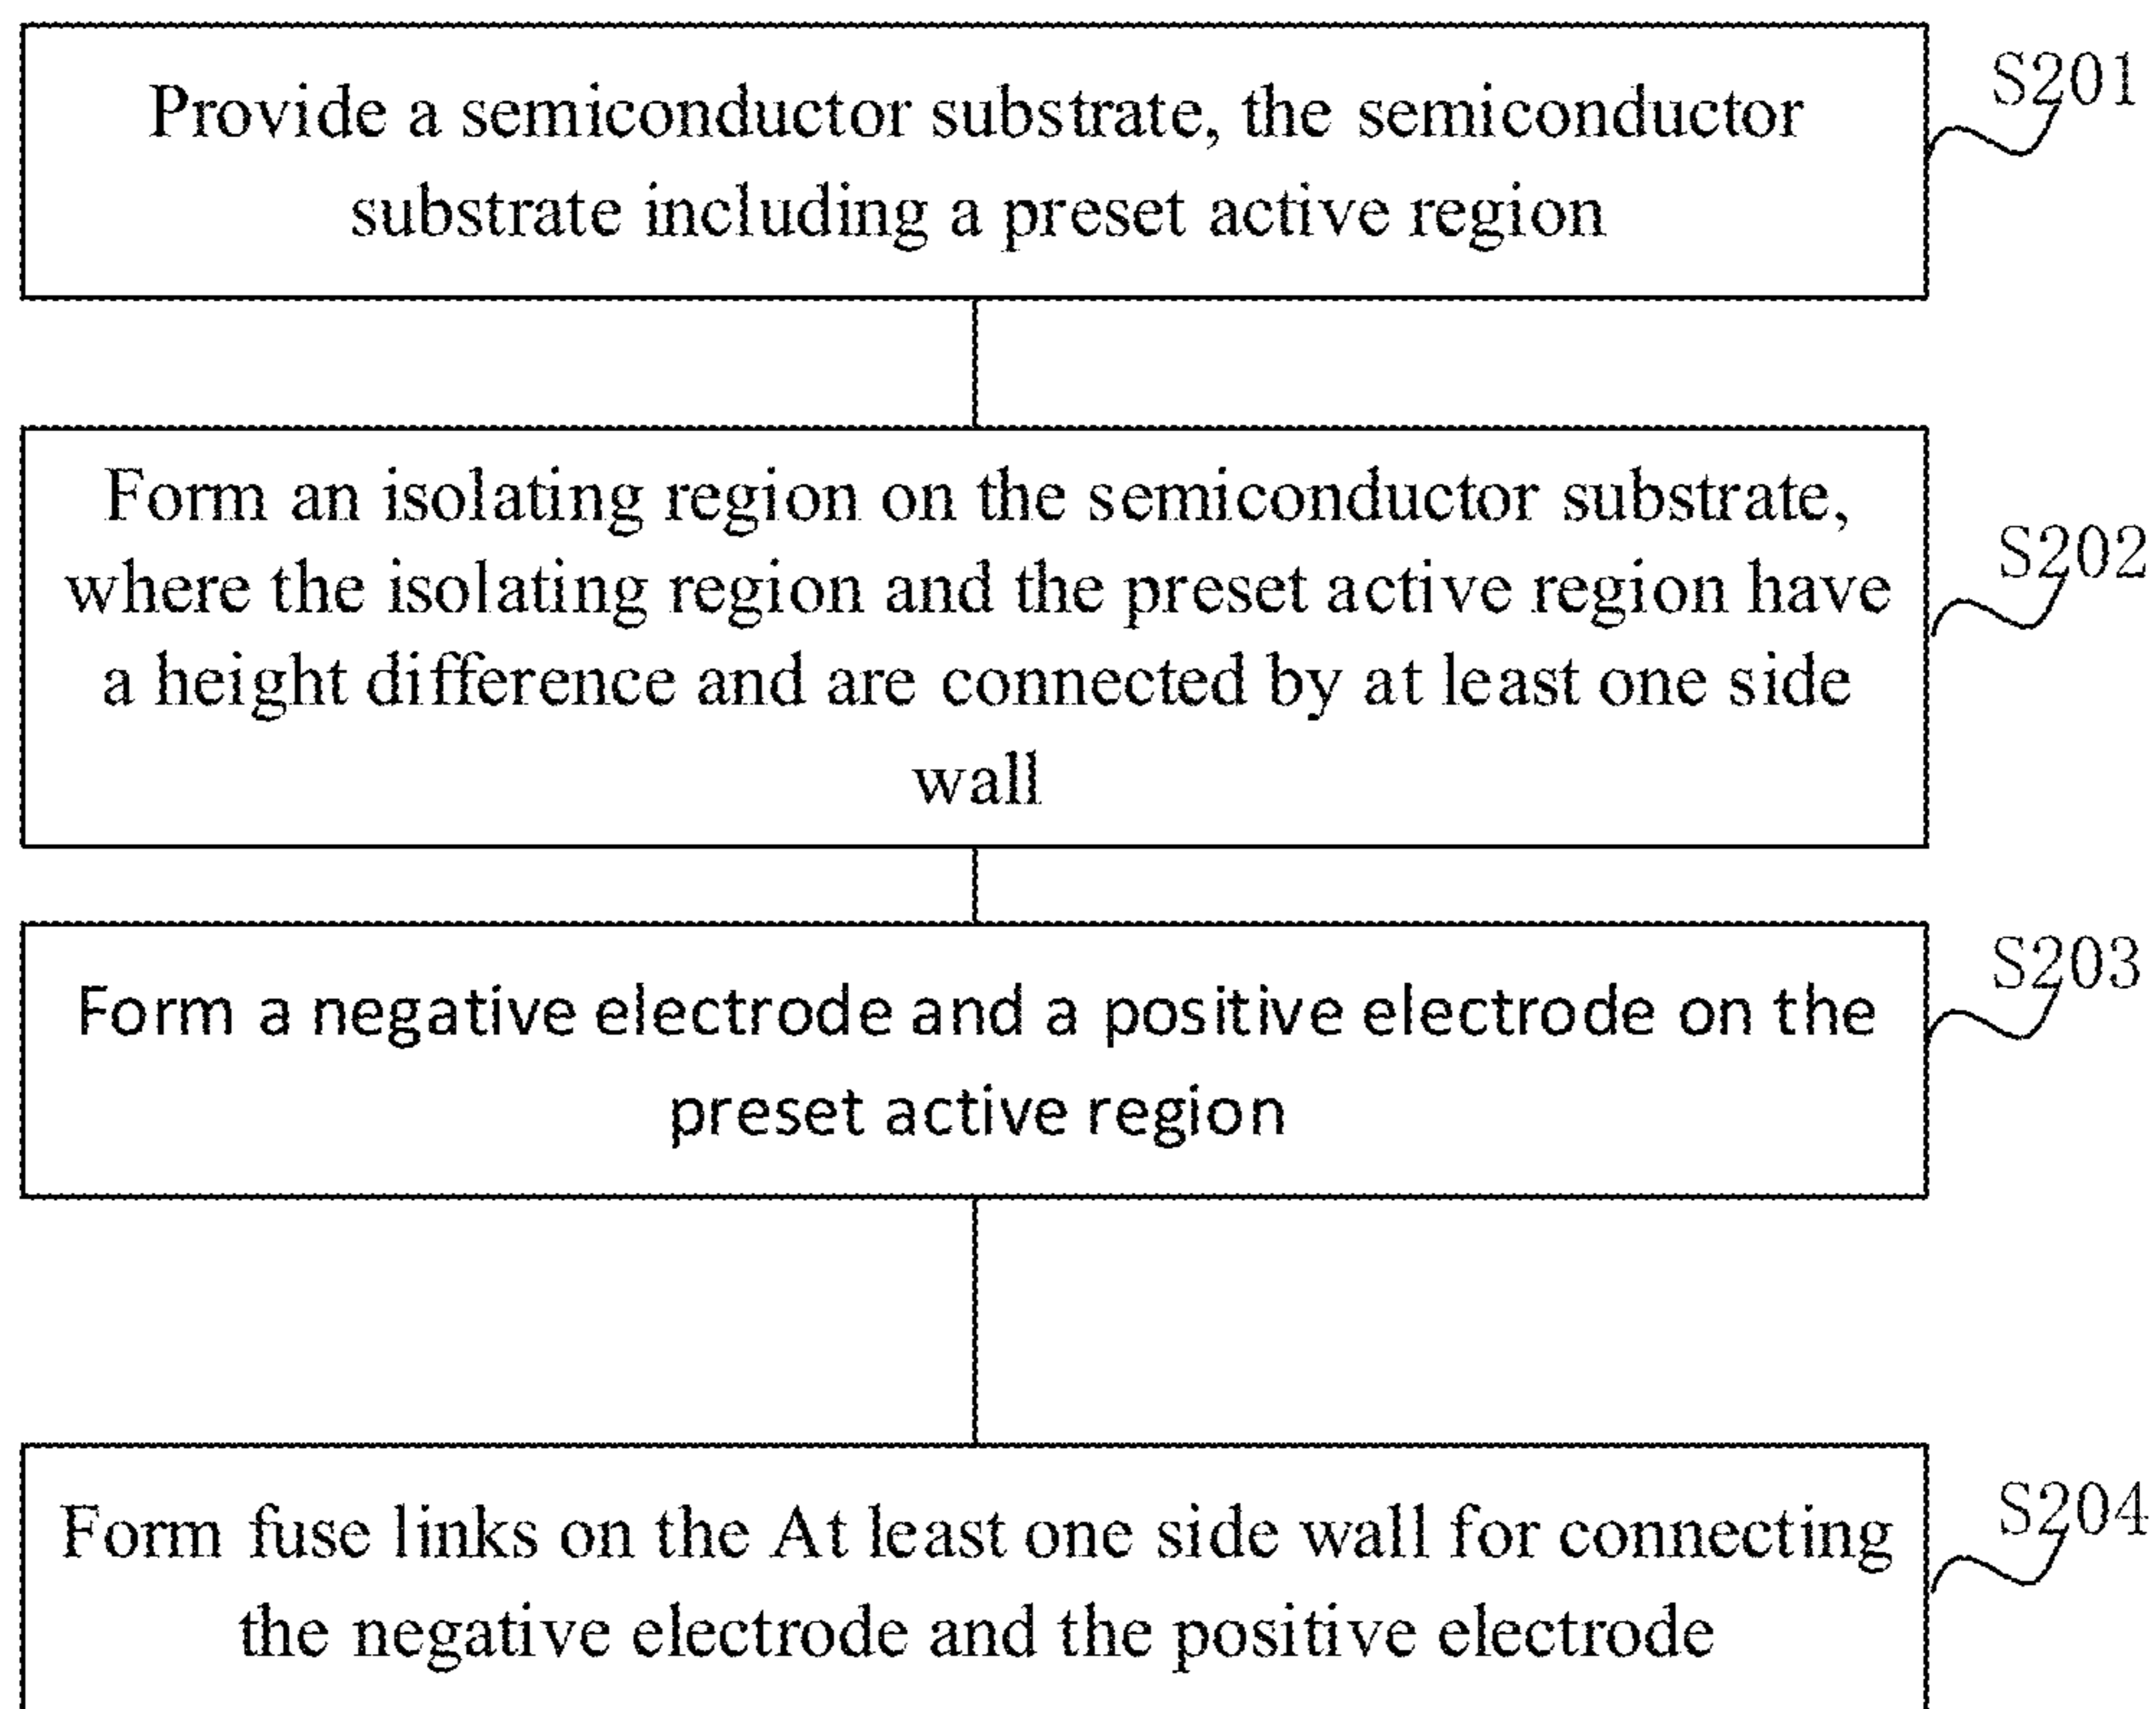 Provide a semiconductor substrate, the semiconductor
substrate including a preset active region
S201
Form an isolating region on the semiconductor substrate,
where the isolating region and the preset active region have
a height difference and are connected by at least one side
wall
S202
Form a negative electrode and a positive electrode on the
preset active region
S203
Form fuse links on the At least one side wall for connecting
the negative electrode and the positive electrode
S204